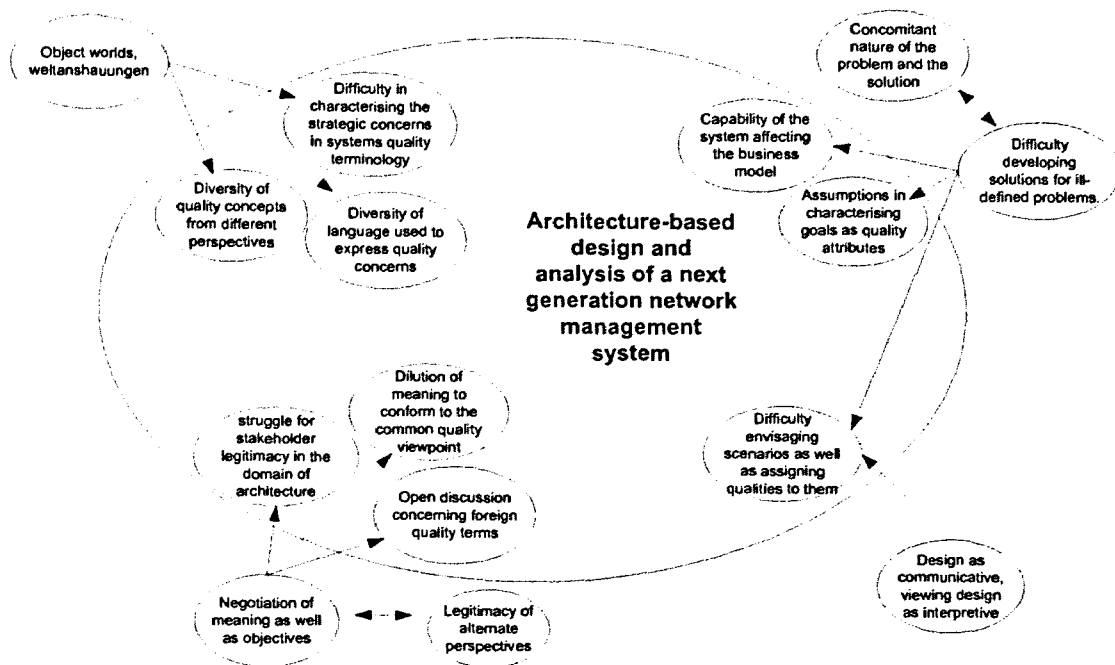 Object worlds,
weltanshauungen
Difficulty in
characterising the
strategic concerns
in systems quality
terminology
Diversity of
quality concepts
from different
perspectives
Diversity of
language used to
express quality
concerns
Concomitant
nature of the
problem and the
solution
Capability of the
system affecting
the business
model
Difficulty
developing
solutions for ill-
defined problems.
Assumptions in
characterising
goals as quality
attributes
Architecture-based
design and
analysis of a next
generation network
management
system
Dilution of
meaning to
conform to the
common quality
viewpoint
struggle for
stakeholder
legitimacy in the
domain of
architecture
Open discussion
concerning foreign
quality terms
Difficulty
envisaging
scenarios as well
as assigning
qualities to them
Negotiation of
meaning as well
as objectives
Legitimacy of
alternate
perspectives
Design as
communicative,
viewing design
as interpretive